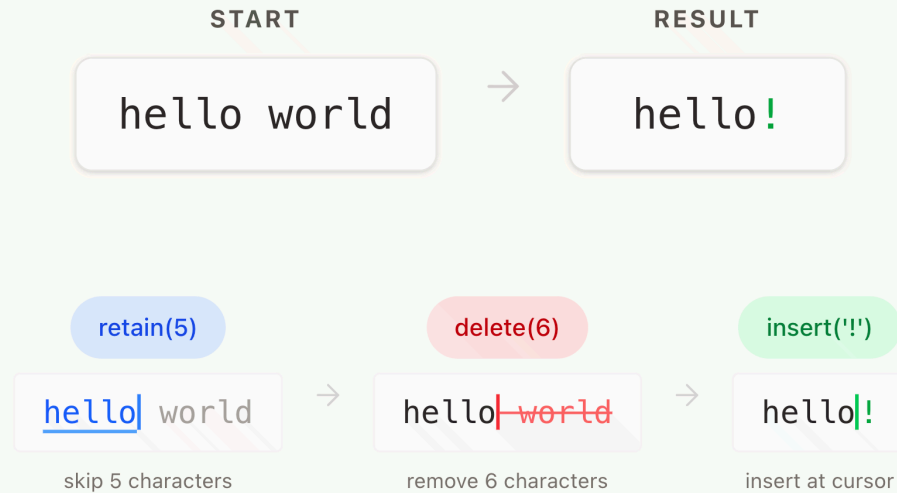 START
RESULT
hello world
hello!
retain(5)
delete(6)
insert('!')
hello world
hello world
hello!
skip 5 characters
remove 6 characters
insert at cursor